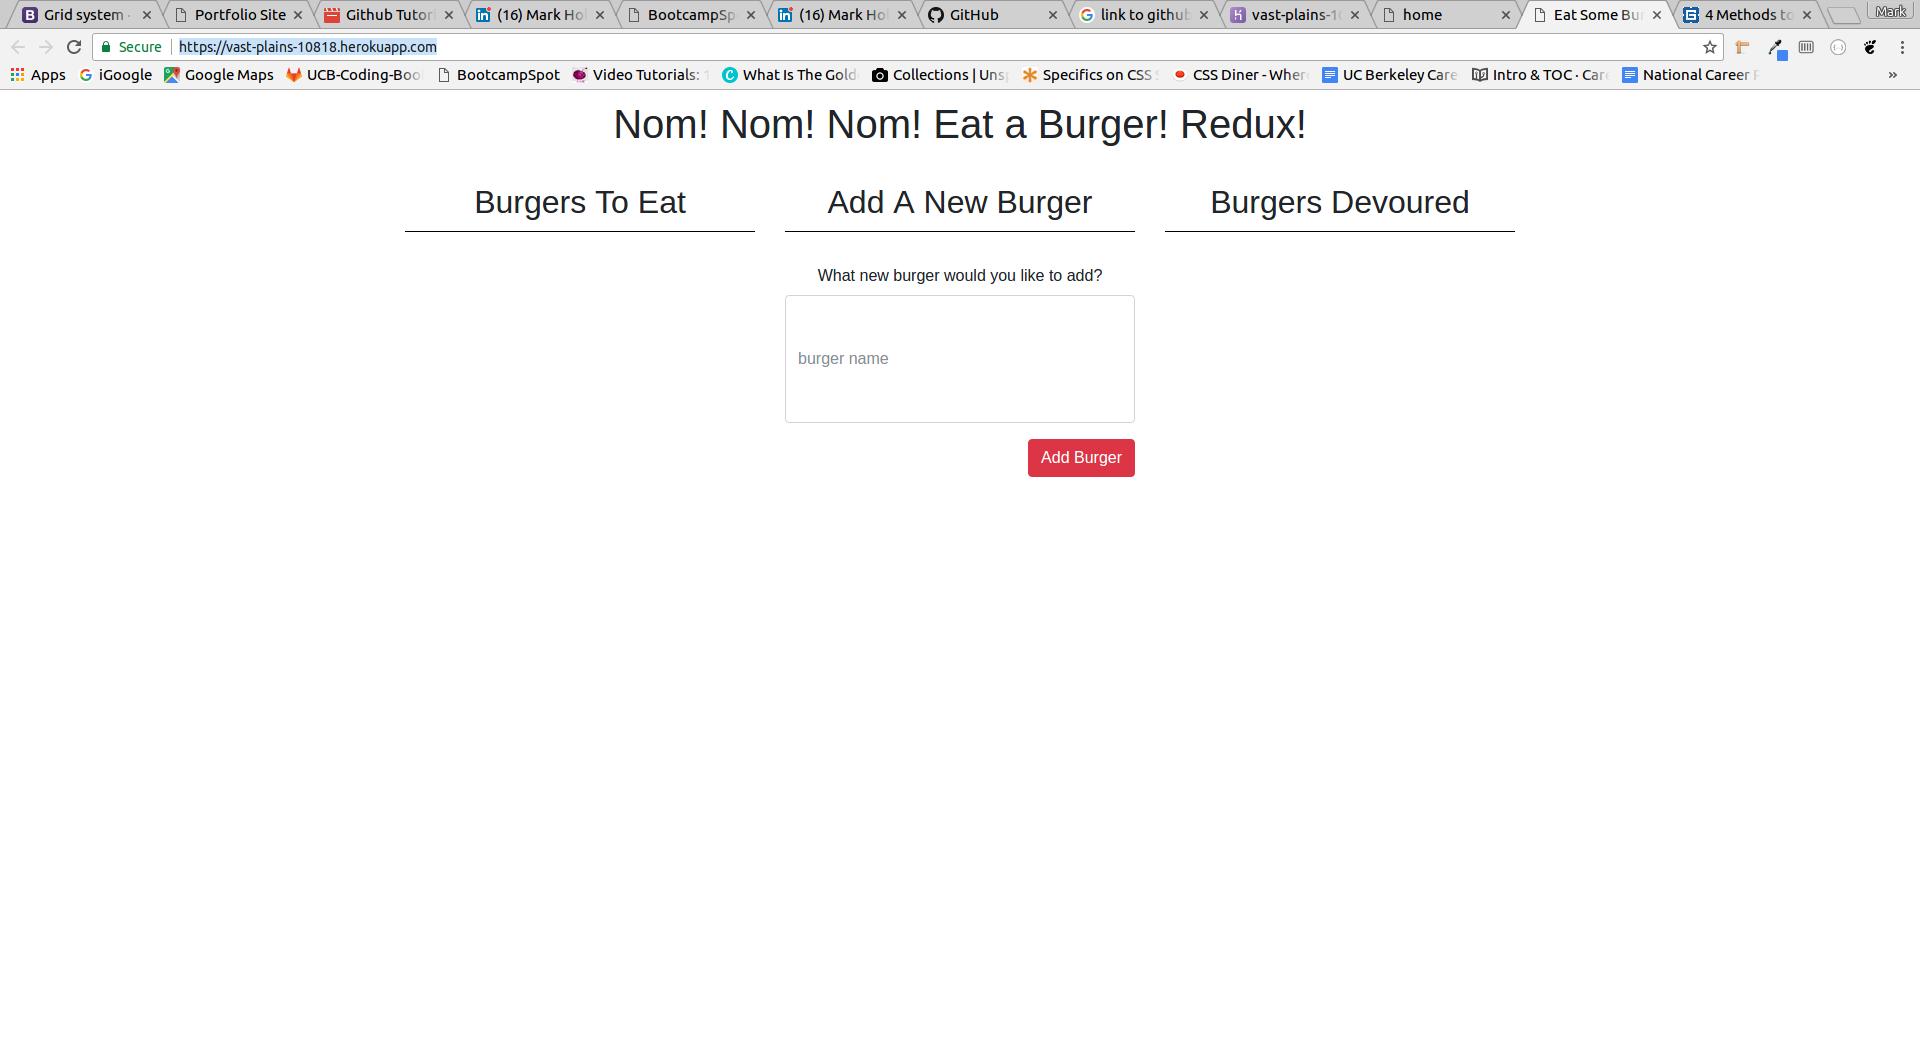 Grid system - Portfolio Site Github Tutor (16) Mark Ho BootcampSp (16) Mark Ho GitHub link to github vast-plains-10 home Eat Some Bur 4 Methods to Mark
Secure https://vast-plains-10818.herokuapp.com
Apps iGoogle Google Maps UCB-Coding-Boo BootcampSpot Video Tutorials: What Is The Gold Collections | Uns Specifics on CSS CSS Diner - Wher UC Berkeley Care Intro & TOC · Car National Career »
Nom! Nom! Nom! Eat a Burger! Redux!
Burgers To Eat
Add A New Burger
Burgers Devoured
What new burger would you like to add?
burger name
Add Burger